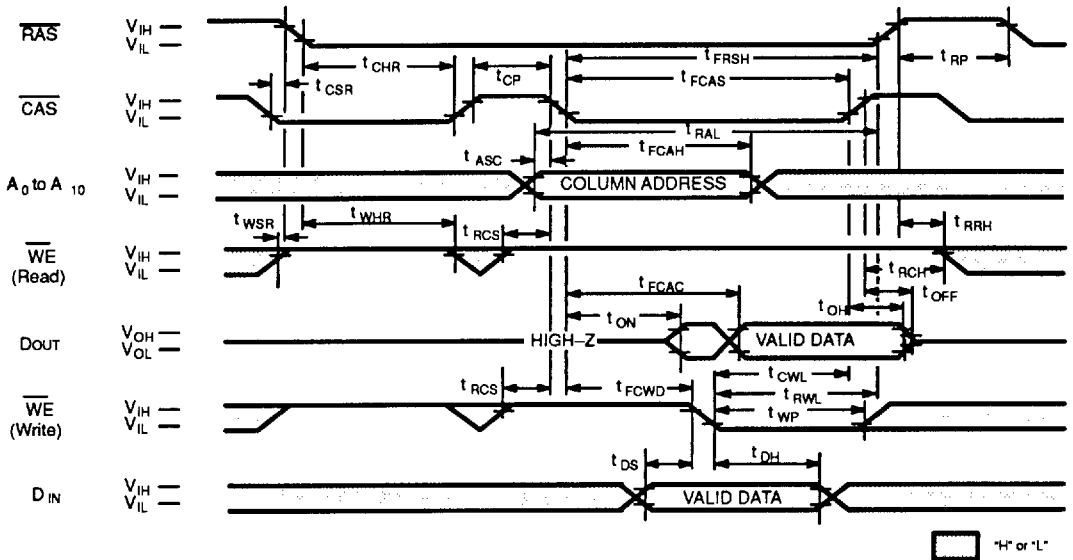 RAS
VIH
VIL
tCHR
tCP
tFRSH
tRP
tCSR
tFCAS
CAS
VIH
VIL
tRAL
tASC
tFCAH
A0 to A10
VIH
VIL
COLUMN ADDRESS
tWSR
tWHR
tRCS
tRRH
WE
(Read)
VIH
VIL
tRCH
tFCAC
tOFF
tON
tOH
DOUT
VOH
VOL
HIGH–Z
VALID DATA
tCWL
tRCS
tFCWD
tRWL
WE
(Write)
VIH
VIL
tWP
tDS
tDH
DIN
VIH
VIL
VALID DATA
"H" or "L"